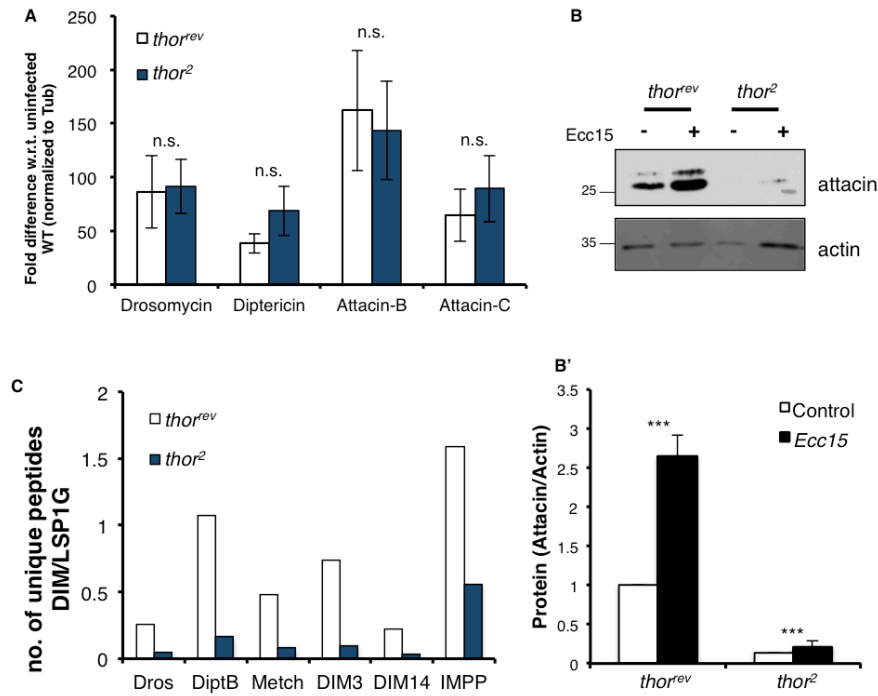 A
Fold difference w.r.t. uninfected
WT (normalized to Tub)
250
200
150
100
50
0
thor^rev
thor^2
n.s.
n.s.
n.s.
n.s.
Drosomycin Diptericin Attacin-B Attacin-C
B
thor^rev thor^2
Ecc15 - + - +
25
attacin
35
actin
C
no. of unique peptides
DIM/LSP1G
2
1.5
1
0.5
0
thor^rev
thor^2
Dros DiptB Metch DIM3 DIM14 IMPP
B'
Protein (Attacin/Actin)
3.5
3
2.5
2
1.5
1
0.5
0
Control
Ecc15
***
***
thor^rev thor^2